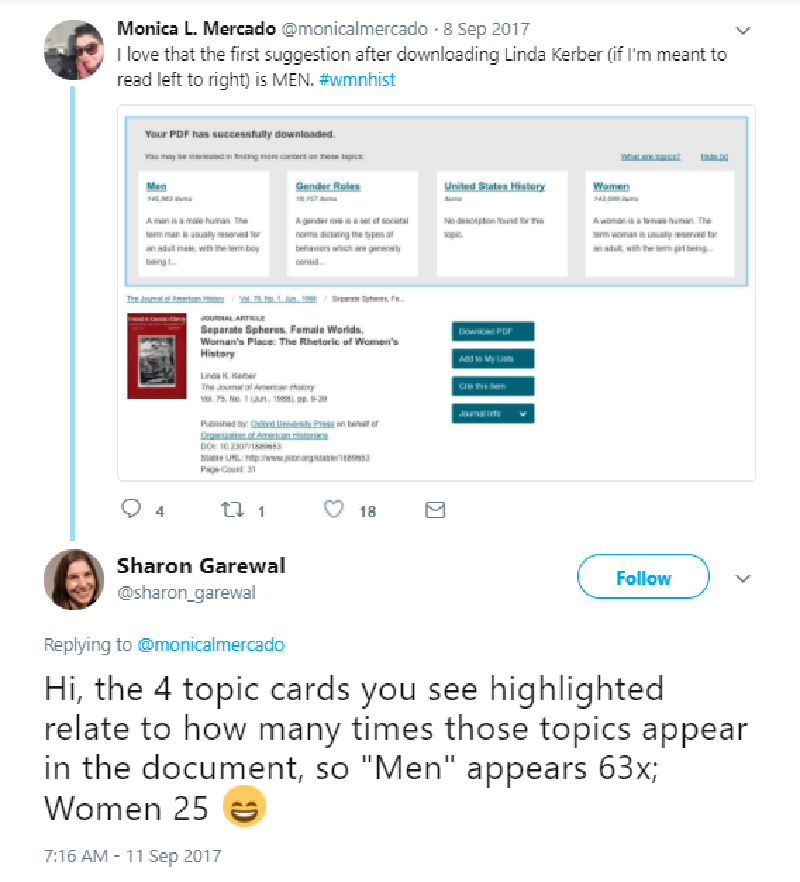 Monica L. Mercado @monicalmercado · 8 Sep 2017
I love that the first suggestion after downloading Linda Kerber (if I'm meant to
read left to right) is MEN. #wmnhist
Your PDF has successfully downloaded.
You may be interested in finding more content on these topics:
What are topics? Hide [x]
Men
Gender Roles
United States History
Women
items
items
items
items
A man is a male human. The
term man is usually reserved for
an adult male, with the term boy
being t...
A gender role is a set of societal
norms dictating the types of
behaviors which are generally
consid...
No description found for this
topic.
A woman is a female human. The
term woman is usually reserved for
an adult, with the term girl being...
The Journal of American History / Vol. 75, No. 1, Jun., 1988 / Separate Spheres, Fe...
JOURNAL ARTICLE
Separate Spheres, Female Worlds,
Woman's Place: The Rhetoric of Women's
History
Linda K. Kerber
The Journal of American History
Vol. 75, No. 1 (Jun., 1988), pp. 9-39
Published by: Oxford University Press on behalf of
Organization of American Historians
DOI: 10.2307/1889653
Stable URL: http://www.jstor.org/stable/1889653
Page Count: 31
Download PDF
Add to My Lists
Cite this Item
Journal Info
4 1 18
Sharon Garewal
@sharon_garewal
Follow
Replying to @monicalmercado
Hi, the 4 topic cards you see highlighted
relate to how many times those topics appear
in the document, so "Men" appears 63x;
Women 25 😄
7:16 AM - 11 Sep 2017